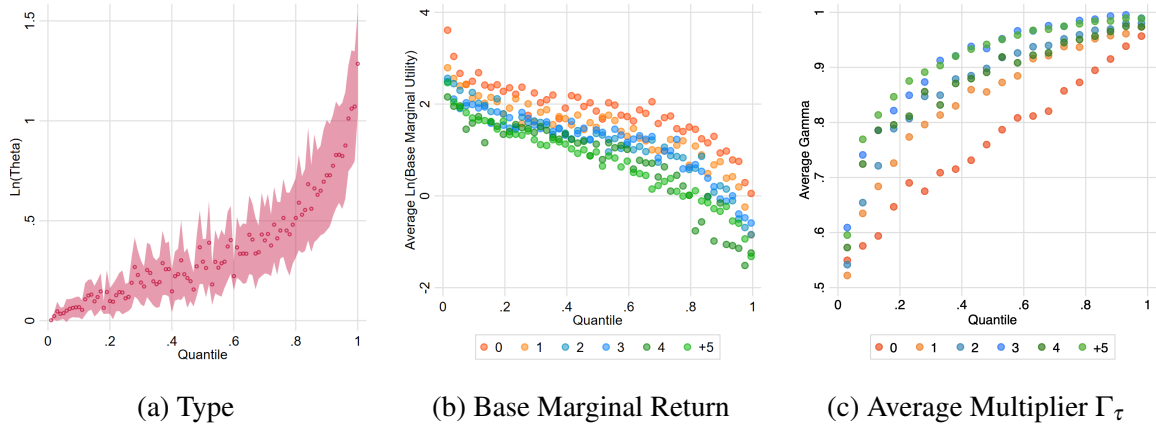 Ln(Theta)
1.5
1
.5
0
0 .2 .4 .6 .8 1
Quantile
(a) Type
Average Ln(Base Marginal Utility)
4
2
0
-2
0 .2 .4 .6 .8 1
Quantile
0 1 2 3 4 +5
(b) Base Marginal Return
Average Gamma
1
.9
.8
.7
.6
.5
0 .2 .4 .6 .8 1
Quantile
0 1 2 3 4 +5
(c) Average Multiplier Γτ